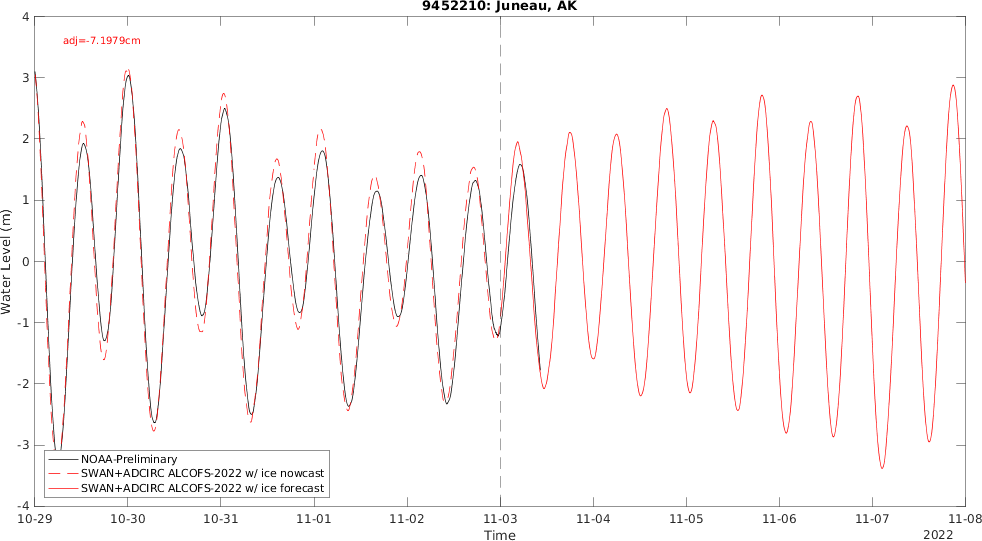 9452210: Juneau, AK
adj=-7.1979cm
Water Level (m)
4
3
2
1
0
-1
-2
-3
-4
NOAA-Preliminary
SWAN+ADCIRC ALCOFS-2022 w/ ice nowcast
SWAN+ADCIRC ALCOFS-2022 w/ ice forecast
10-29 10-30 10-31 11-01 11-02 11-03 11-04 11-05 11-06 11-07 11-08
Time
2022